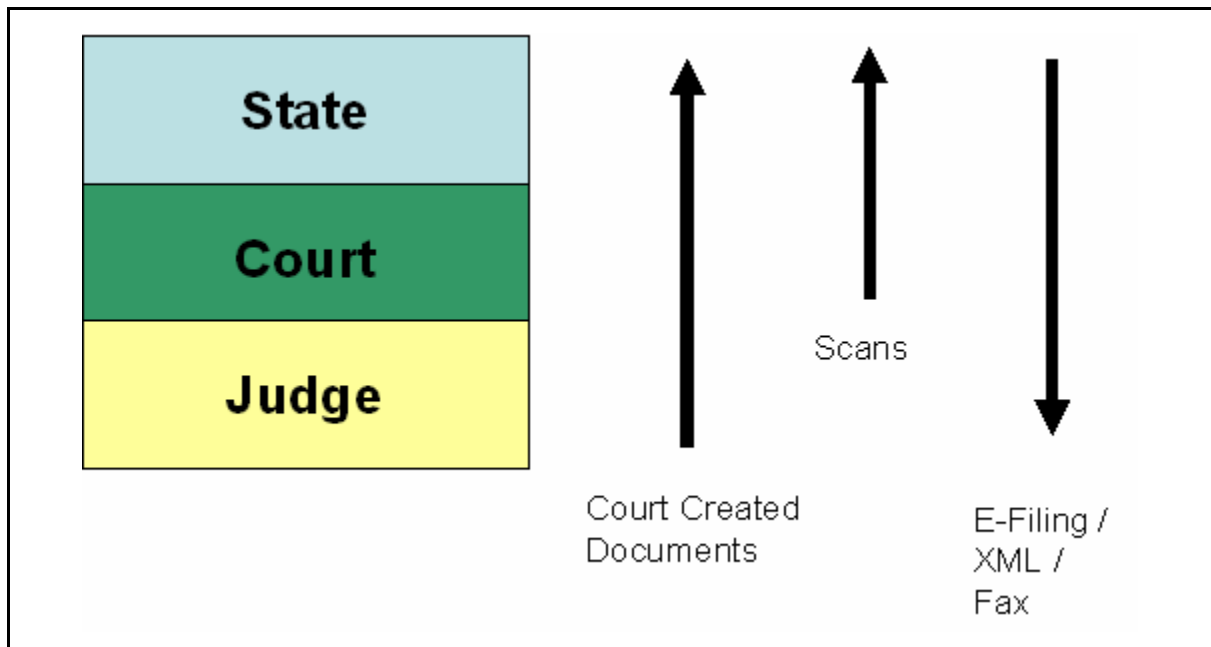 State
Court
Judge
Scans
Court Created
Documents
E-Filing /
XML /
Fax